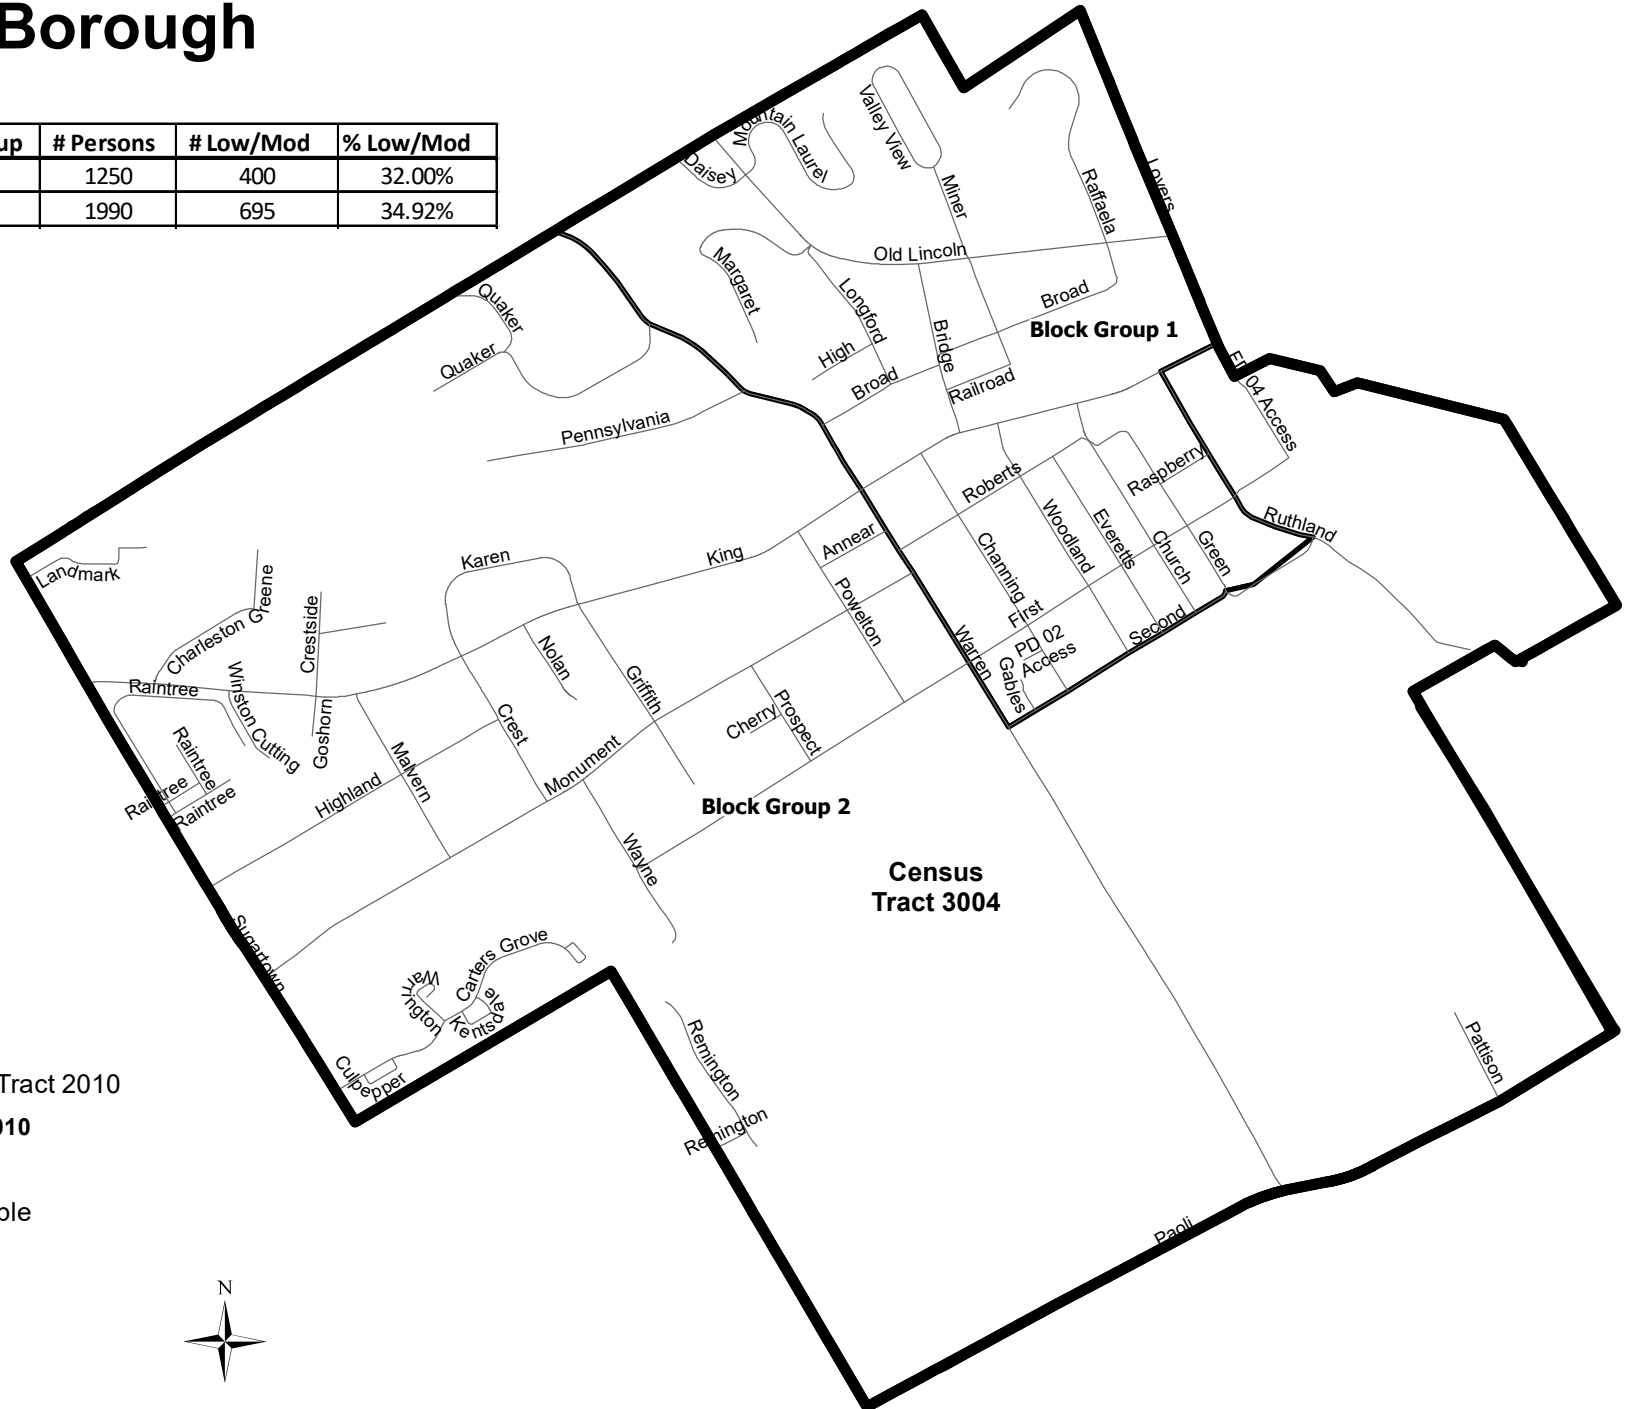 Borough
up # Persons # Low/Mod % Low/Mod
1250 400 32.00%
1990 695 34.92%
Valley View
Mountain Laurel
Daisey
Miner
Raffaela
Lovers
Old Lincoln
Margaret
Longford
Broad
Quaker
Block Group 1
Bridge
High
Quaker
Broad
Railroad
04 Access
Pennsylvania
Raspberry
Roberts
Ruthland
Woodland
Everetts
Annear
Channing
Church
Green
King
Karen
Landmark
Charleston Greene
Powelton
First
Crestside
Second
Warren
PD 02
Access
Nolan
Gables
Raintree
Griffith
Winston Cutting
Crest
Cherry
Prospect
Goshorn
Raintree
Malvern
Monument
Highland
Raintree
Raintree
Block Group 2
Wayne
Census
Tract 3004
Sugartown
Carters Grove
Warrington
Kentsdale
Culpepper
Remington
Pattison
Remington
Tract 2010
010
ble
Paoli
N